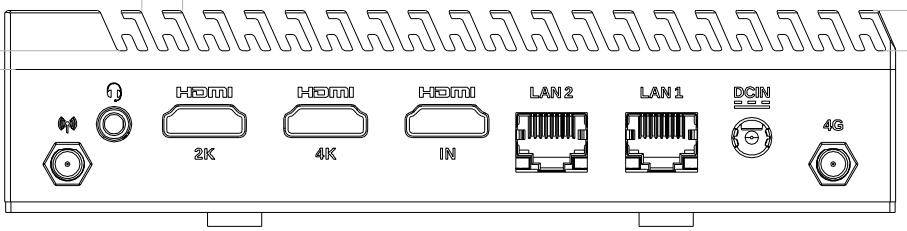 HDMI HDMI HDMI LAN 2 LAN 1 DCIN
2K 4K IN 4G